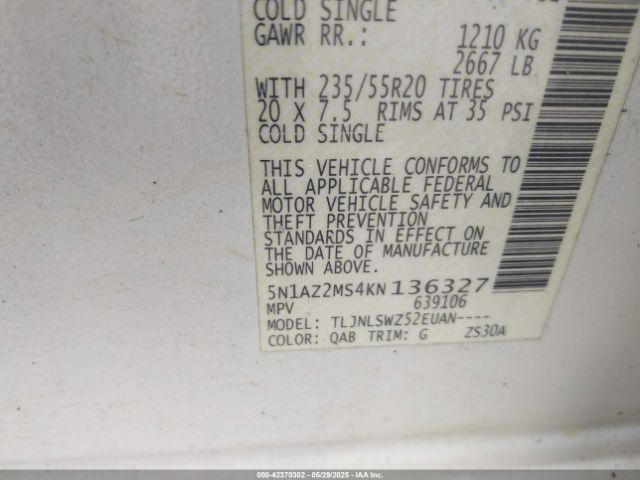 COLD SINGLE
GAWR RR.: 1210 KG
2667 LB
WITH 235/55R20 TIRES
20 X 7.5 RIMS AT 35 PSI
COLD SINGLE
THIS VEHICLE CONFORMS TO
ALL APPLICABLE FEDERAL
MOTOR VEHICLE SAFETY AND
THEFT PREVENTION
STANDARDS IN EFFECT ON
THE DATE OF MANUFACTURE
SHOWN ABOVE.
5N1AZ2MS4KN 136327
MPV 639106
MODEL: TLJNLSWZ52EUAN----
COLOR: QAB TRIM: G ZS30A
000-42370302 - 05/29/2025 - IAA, Inc.